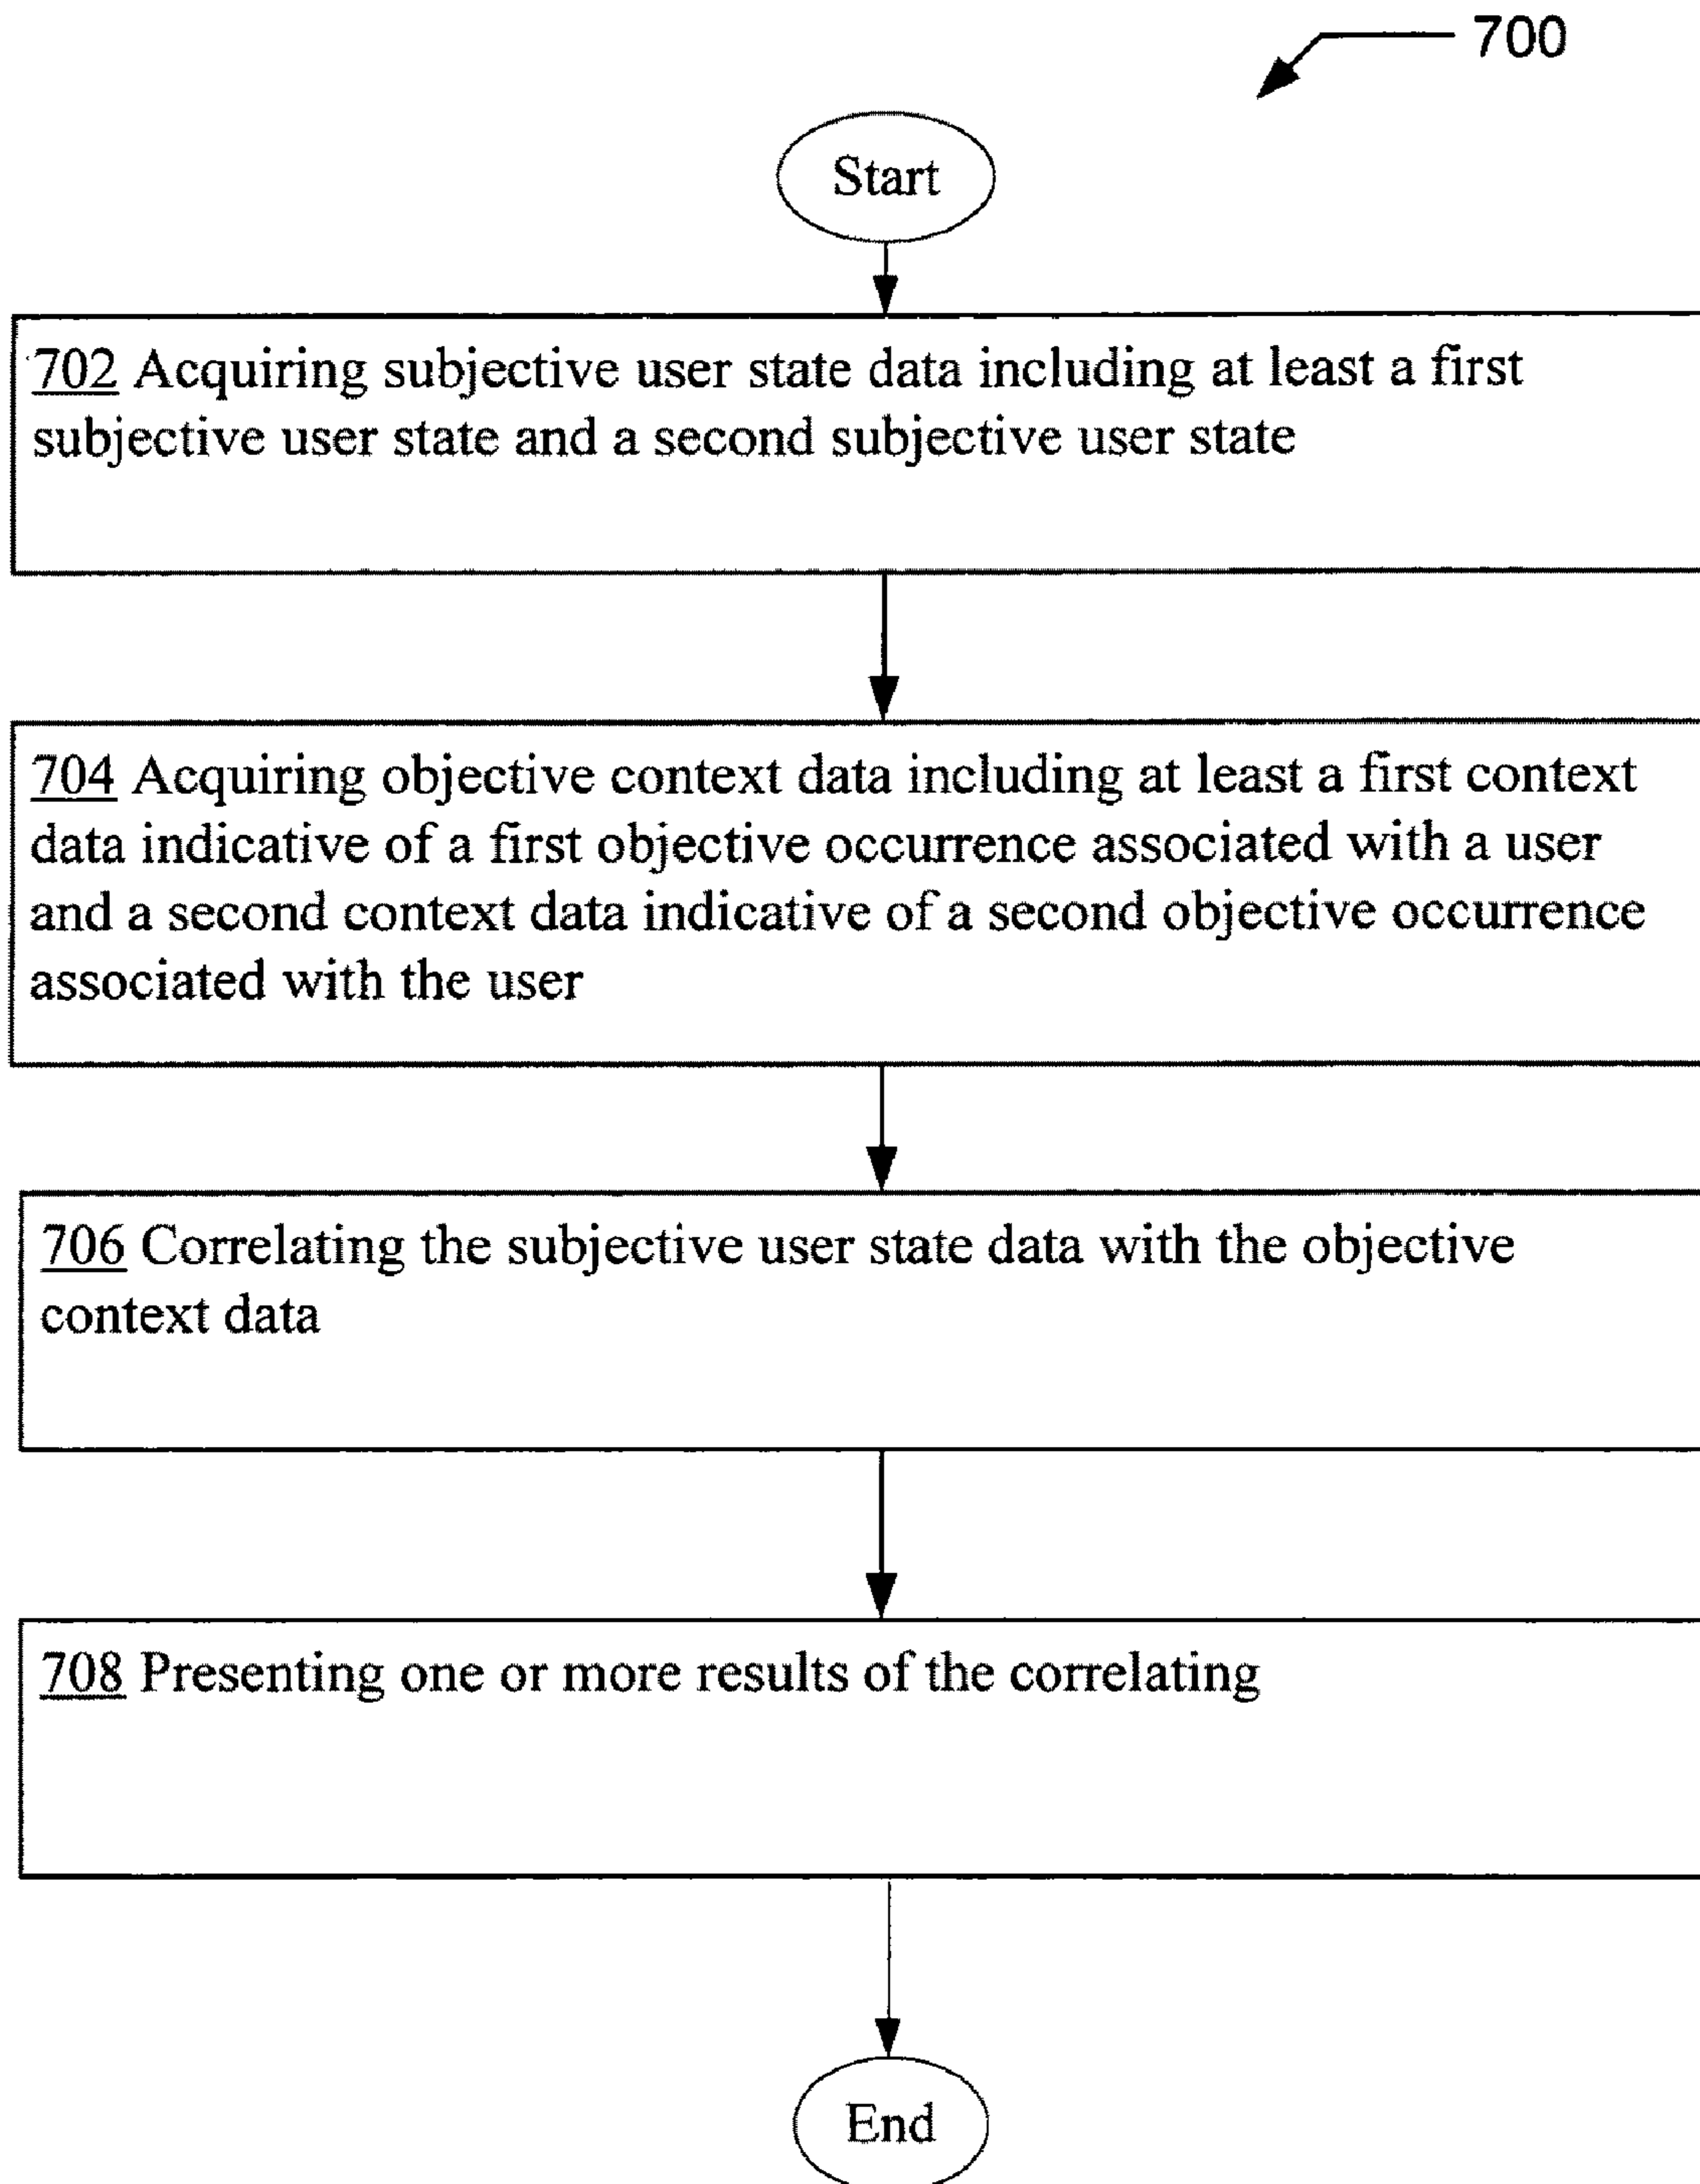 700
Start
702 Acquiring subjective user state data including at least a first
subjective user state and a second subjective user state
704 Acquiring objective context data including at least a first context
data indicative of a first objective occurrence associated with a user
and a second context data indicative of a second objective occurrence
associated with the user
706 Correlating the subjective user state data with the objective
context data
708 Presenting one or more results of the correlating
End